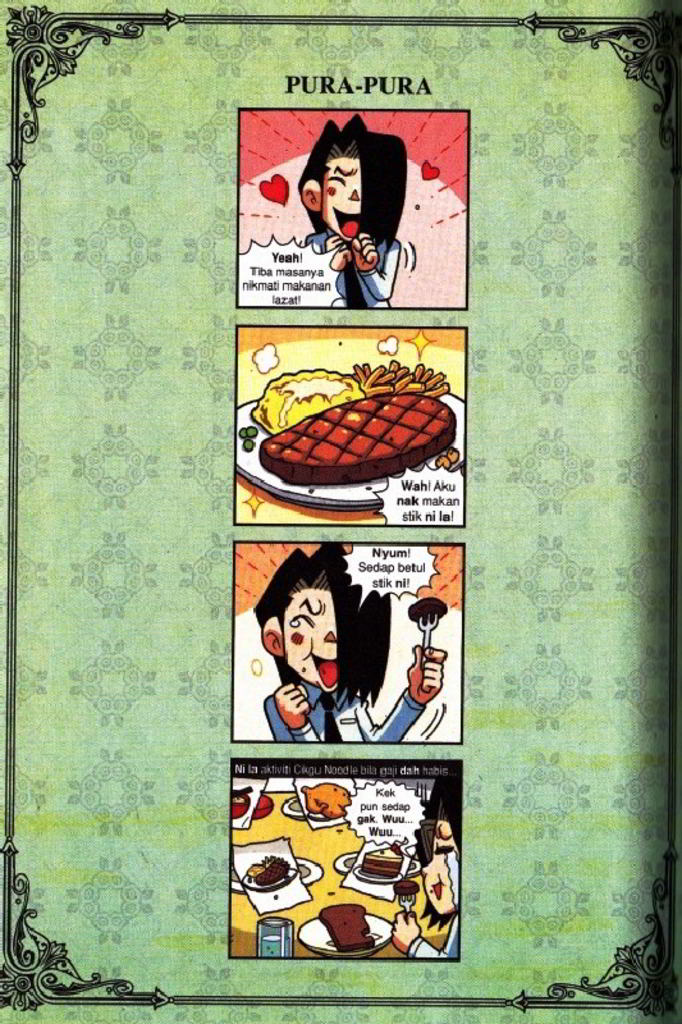 PURA-PURA
Yeah!
Tiba masanya
nikmati makanan
lazat!
Wah! Aku
nak makan
stik ni la!
Nyum!
Sedap betul
stik ni!
Ni la aktiviti Cikgu Noodle bila gaji dah habis...
Kek
pun sedap
gak. Wuu...
Wuu...